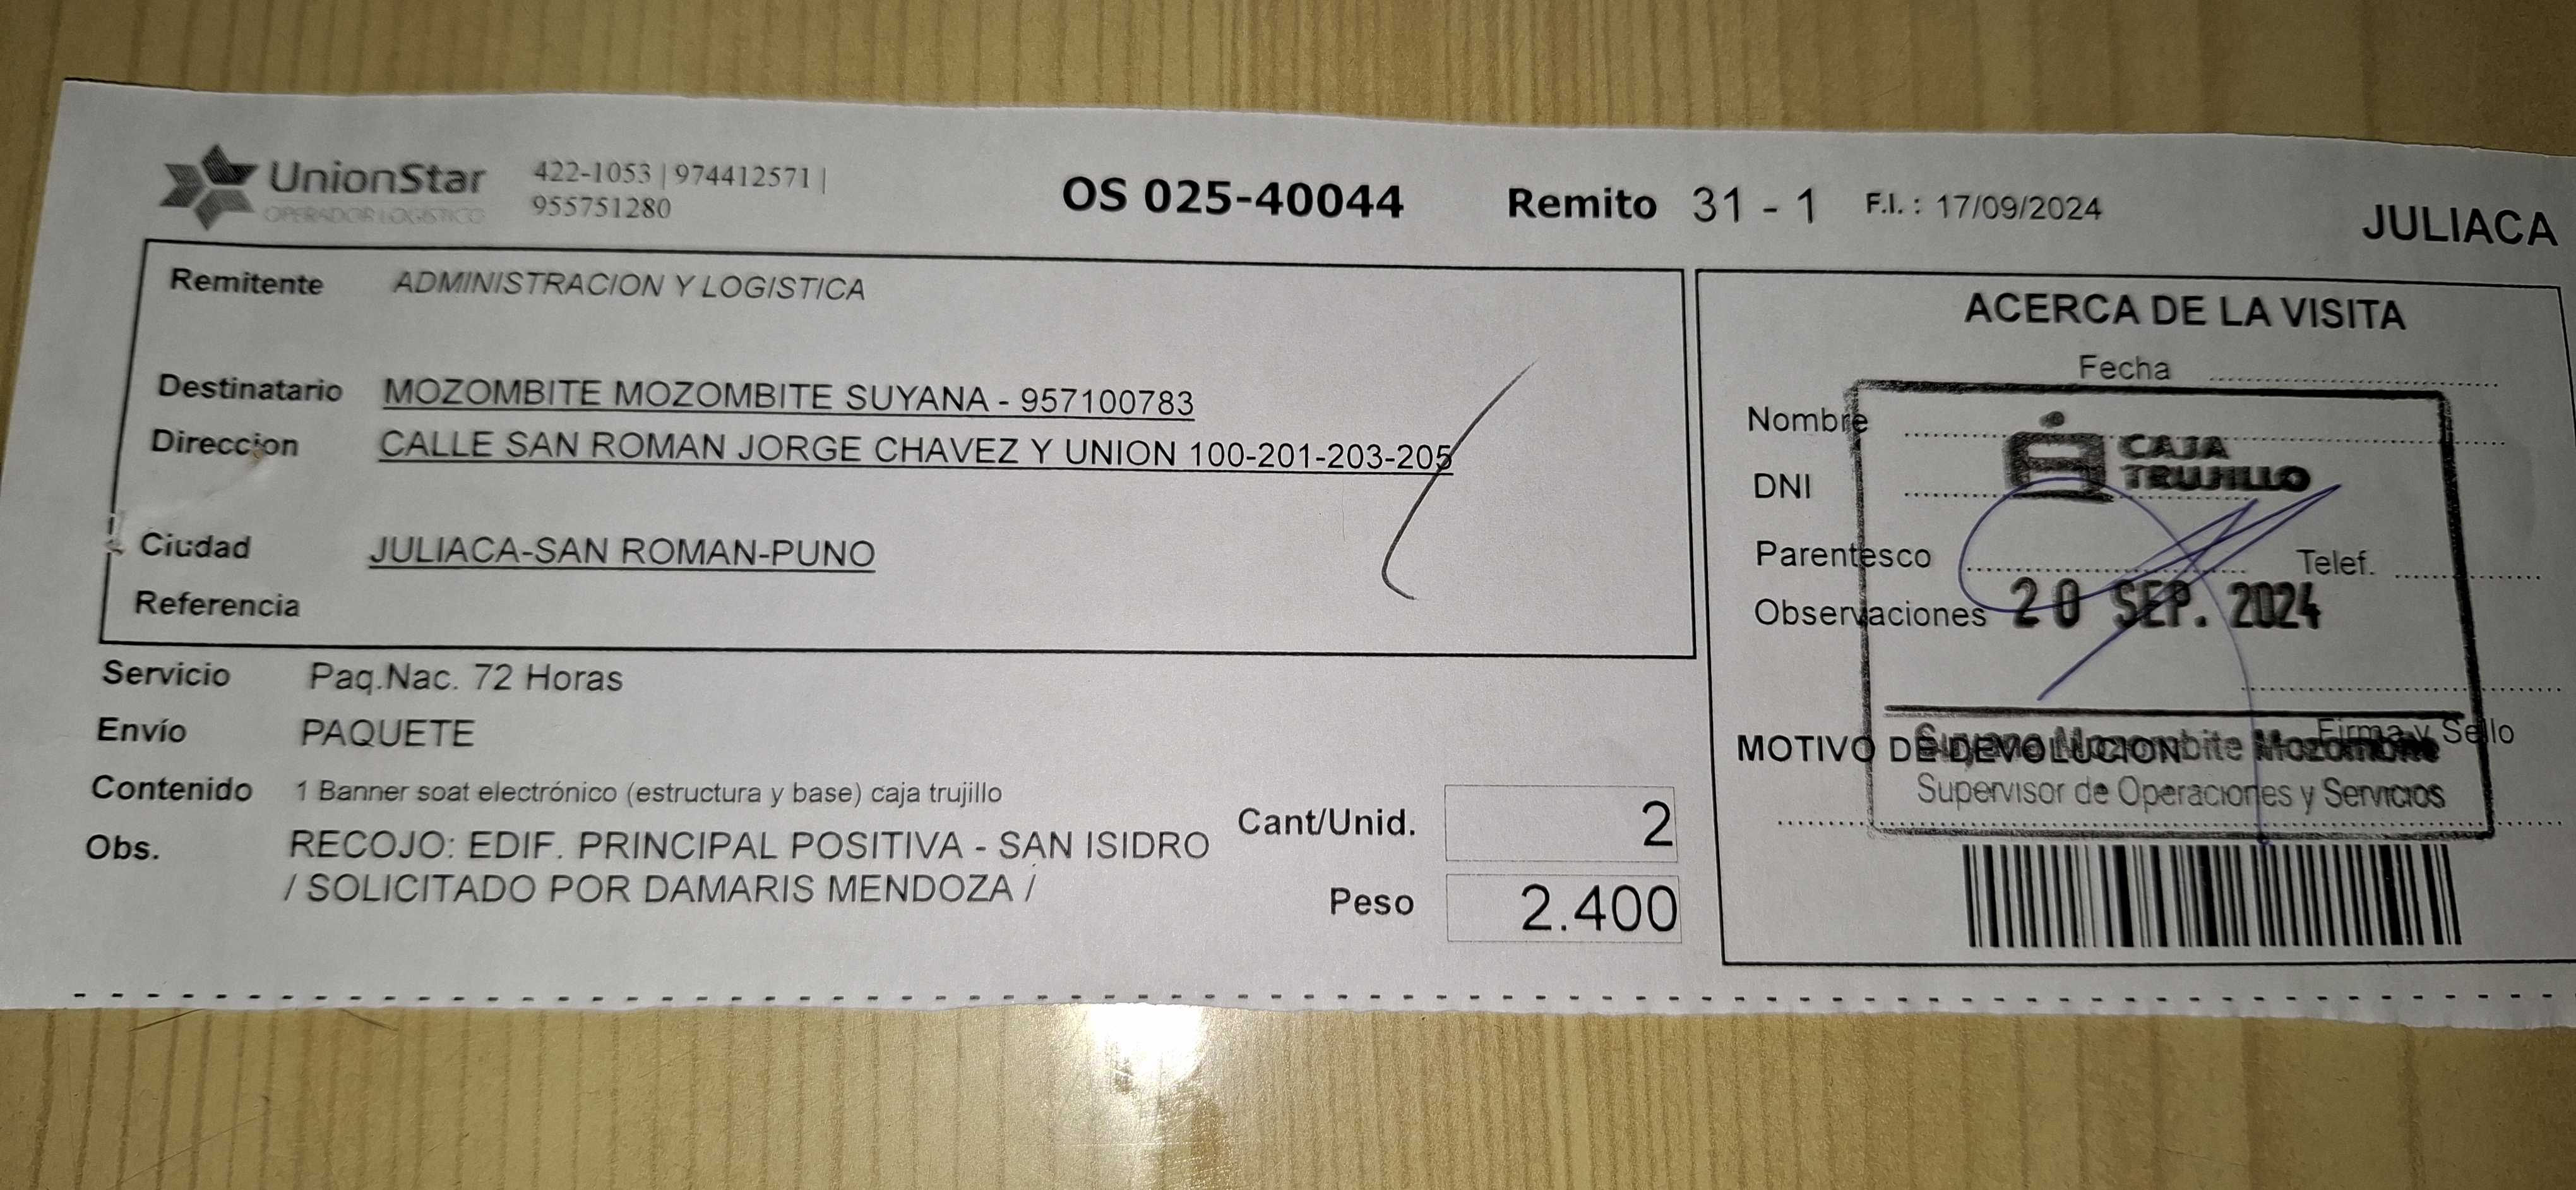 UnionStar
OPERADOR LOGISTICO
422-1053 | 974412571 |
955751280
OS 025-40044
Remito 31 - 1
F.I. : 17/09/2024
JULIACA
Remitente ADMINISTRACION Y LOGISTICA
Destinatario MOZOMBITE MOZOMBITE SUYANA - 957100783
Direccion CALLE SAN ROMAN JORGE CHAVEZ Y UNION 100-201-203-205
Ciudad JULIACA-SAN ROMAN-PUNO
Referencia
Servicio Paq.Nac. 72 Horas
Envío PAQUETE
Contenido 1 Banner soat electrónico (estructura y base) caja trujillo
Obs. RECOJO: EDIF. PRINCIPAL POSITIVA - SAN ISIDRO
/ SOLICITADO POR DAMARIS MENDOZA /
Cant/Unid. 2
Peso 2.400
ACERCA DE LA VISITA
Fecha
Nombre
DNI
Parentesco Telef.
Observaciones
Firma y Sello
MOTIVO DE DEVOLUCION
CAJA
TRUJILLO
20 SEP. 2024
Suyana Mozombite Mozombite
Supervisor de Operaciones y Servicios